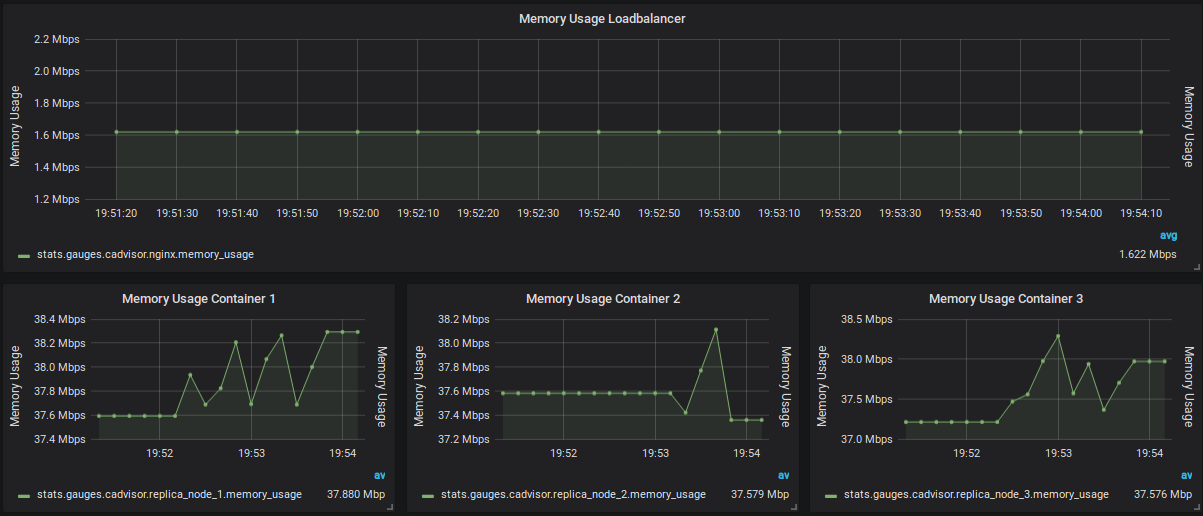 Memory Usage Loadbalancer
2.2 Mbps
2.0 Mbps
1.8 Mbps
1.6 Mbps
1.4 Mbps
1.2 Mbps
Memory Usage
Memory Usage
19:51:20 19:51:30 19:51:40 19:51:50 19:52:00 19:52:10 19:52:20 19:52:30 19:52:40 19:52:50 19:53:00 19:53:10 19:53:20 19:53:30 19:53:40 19:53:50 19:54:00 19:54:10
avg
stats.gauges.cadvisor.nginx.memory_usage 1.622 Mbps
Memory Usage Container 1
38.4 Mbps
38.2 Mbps
38.0 Mbps
37.8 Mbps
37.6 Mbps
37.4 Mbps
Memory Usage
Memory Usage
19:52 19:53 19:54
av
stats.gauges.cadvisor.replica_node_1.memory_usage 37.880 Mbp
Memory Usage Container 2
38.2 Mbps
38.0 Mbps
37.8 Mbps
37.6 Mbps
37.4 Mbps
37.2 Mbps
Memory Usage
Memory Usage
19:52 19:53 19:54
av
stats.gauges.cadvisor.replica_node_2.memory_usage 37.579 Mbp
Memory Usage Container 3
38.5 Mbps
38.0 Mbps
37.5 Mbps
37.0 Mbps
Memory Usage
Memory Usage
19:52 19:53 19:54
av
stats.gauges.cadvisor.replica_node_3.memory_usage 37.576 Mbp